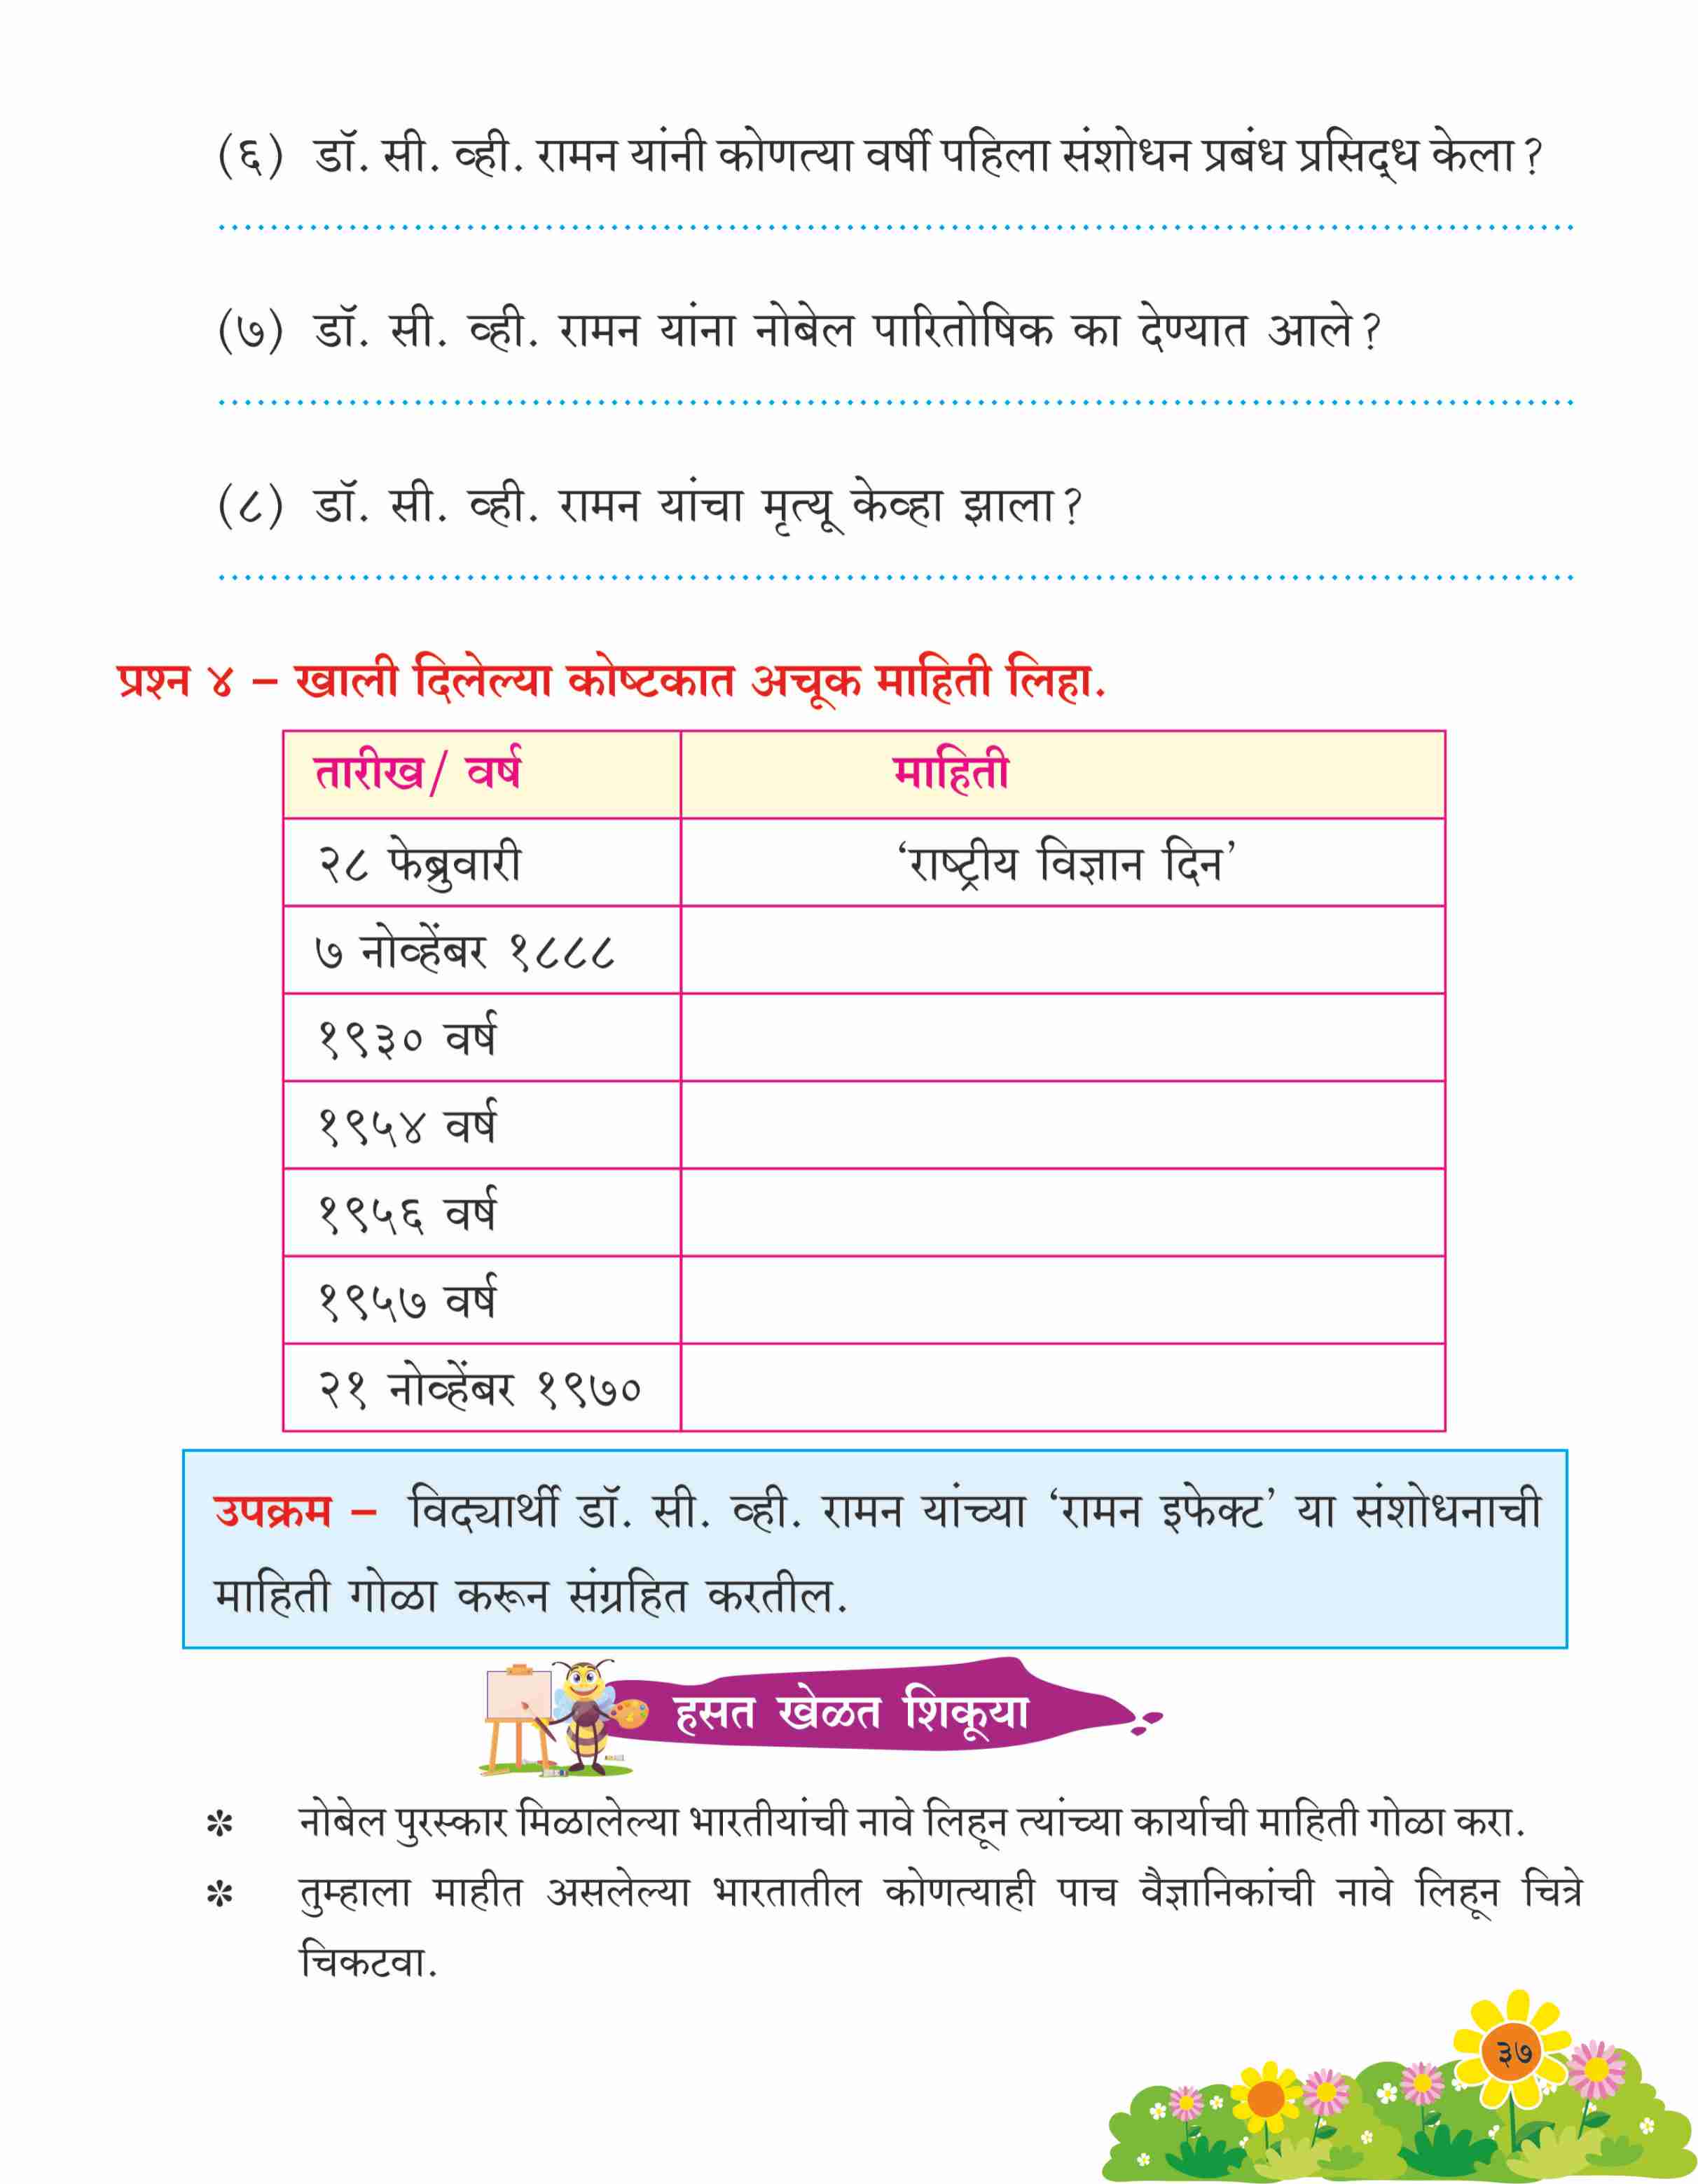 (६) डॉ. सी. व्ही. रामन यांनी कोणत्या वर्षी पहिला संशोधन प्रबंध प्रसिद्ध केला ?
(७) डॉ. सी. व्ही. रामन यांना नोबेल पारितोषिक का देण्यात आले ?
(८) डॉ. सी. व्ही. रामन यांचा मृत्यू केव्हा झाला ?
प्रश्न ४ – खाली दिलेल्या कोष्टकात अचूक माहिती लिहा.
तारीख/ वर्ष माहिती
२८ फेब्रुवारी ‘राष्ट्रीय विज्ञान दिन’
७ नोव्हेंबर १८८८
१९३० वर्ष
१९५४ वर्ष
१९५६ वर्ष
१९५७ वर्ष
२१ नोव्हेंबर १९७०
उपक्रम – विद्यार्थी डॉ. सी. व्ही. रामन यांच्या ‘रामन इफेक्ट’ या संशोधनाची
माहिती गोळा करून संग्रहित करतील.
हसत खेळत शिकूया
* नोबेल पुरस्कार मिळालेल्या भारतीयांची नावे लिहून त्यांच्या कार्याची माहिती गोळा करा.
* तुम्हाला माहीत असलेल्या भारतातील कोणत्याही पाच वैज्ञानिकांची नावे लिहून चित्रे
चिकटवा.
३७